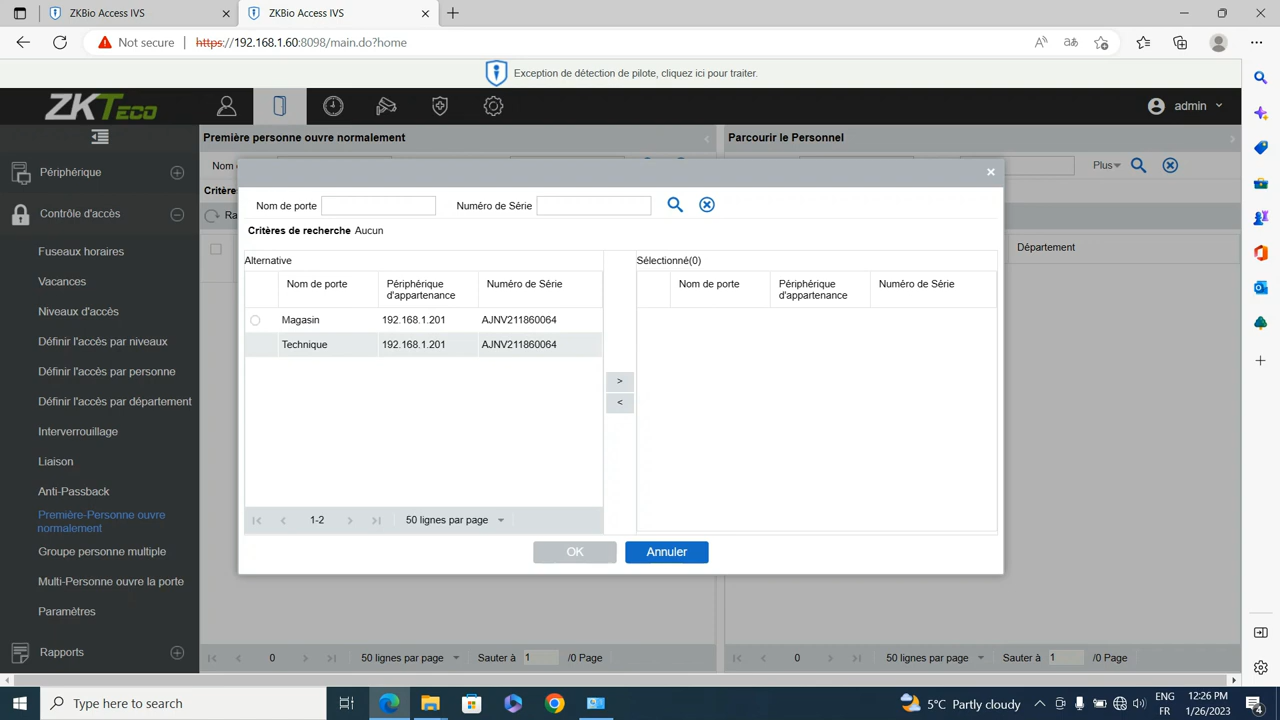 ZKBio Access IVS
ZKBio Access IVS
Not secure
https://192.168.1.60:8098/main.do?home
Exception de détection de pilote, cliquez ici pour traiter.
ZKTeco
admin
Périphérique
Contrôle d'accès
Fuseaux horaires
Vacances
Niveaux d'accès
Définir l'accès par niveaux
Définir l'accès par personne
Définir l'accès par département
Interverrouillage
Liaison
Anti-Passback
Première-Personne ouvre
normalement
Groupe personne multiple
Multi-Personne ouvre la porte
Paramètres
Rapports
Première personne ouvre normalement
Parcourir le Personnel
Nom
Plus
Critère
Ra
Département
Nom de porte
Numéro de Série
Critères de recherche Aucun
Alternative
Nom de porte
Périphérique
d'appartenance
Numéro de Série
Magasin 192.168.1.201 AJNV211860064
Technique 192.168.1.201 AJNV211860064
1-2 50 lignes par page
>
<
Sélectionné(0)
Nom de porte
Périphérique
d'appartenance
Numéro de Série
OK Annuler
0 50 lignes par page Sauter à 1 /0 Page
0 50 lignes par page Sauter à 1 /0 Page
Type here to search
5°C Partly cloudy
ENG
FR
12:26 PM
1/26/2023
4